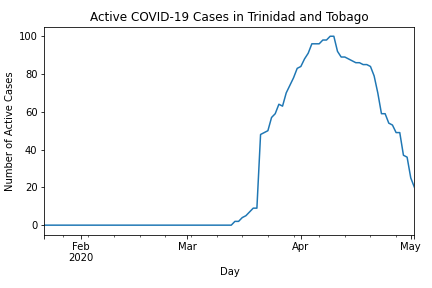 Active COVID-19 Cases in Trinidad and Tobago
100
80
60
40
20
0
Number of Active Cases
Feb
2020
Mar
Apr
May
Day